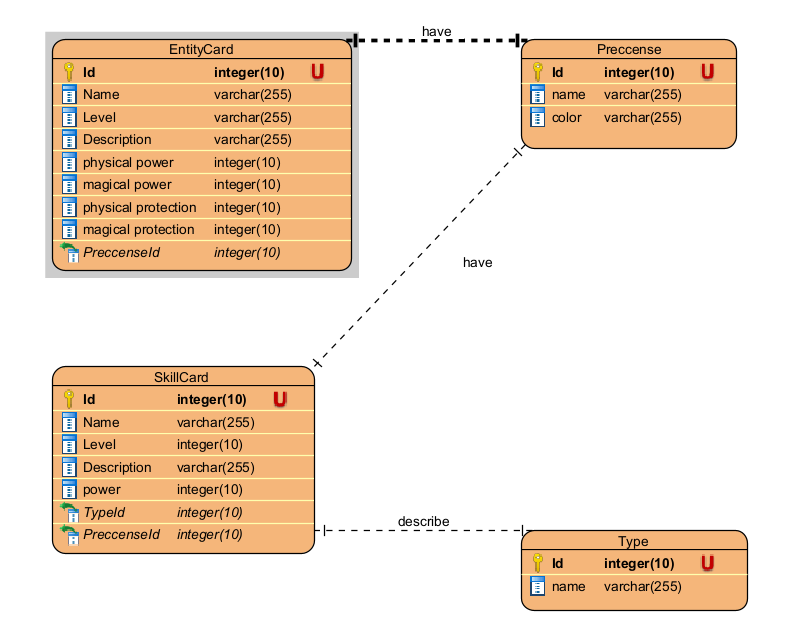 have
EntityCard
Id integer(10) U
Name varchar(255)
Level varchar(255)
Description varchar(255)
physical power integer(10)
magical power integer(10)
physical protection integer(10)
magical protection integer(10)
PreccenseId integer(10)
Preccense
Id integer(10) U
name varchar(255)
color varchar(255)
have
SkillCard
Id integer(10) U
Name varchar(255)
Level integer(10)
Description varchar(255)
power integer(10)
TypeId integer(10)
PreccenseId integer(10)
describe
Type
Id integer(10) U
name varchar(255)